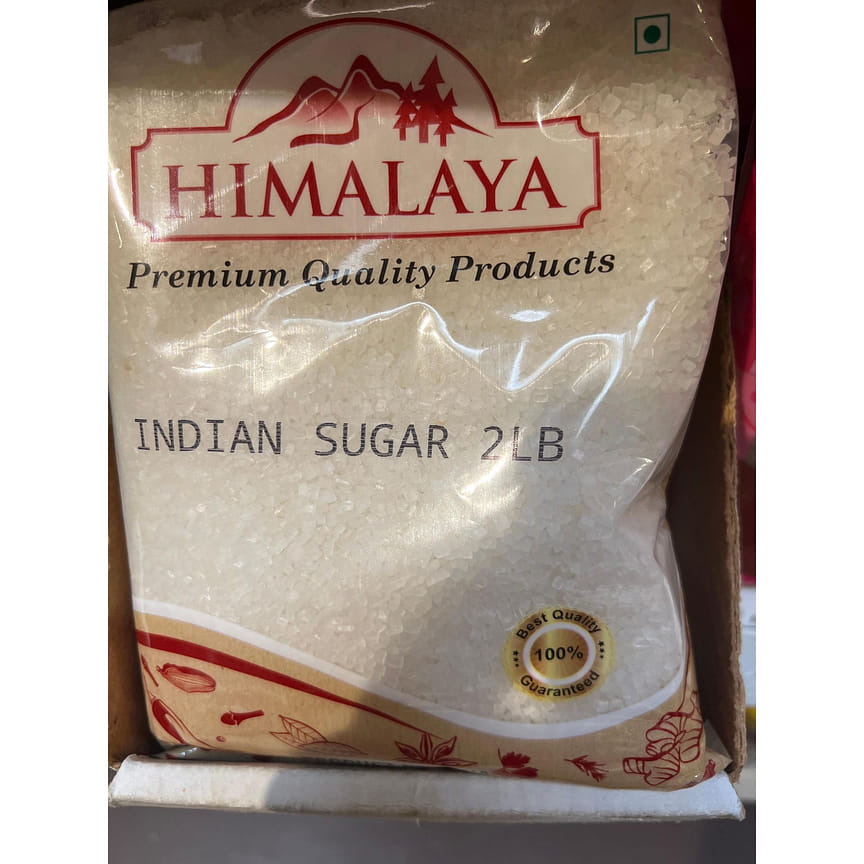 HIMALAYA
Premium Quality Products
INDIAN SUGAR 2LB
Best Quality
100%
Guaranteed